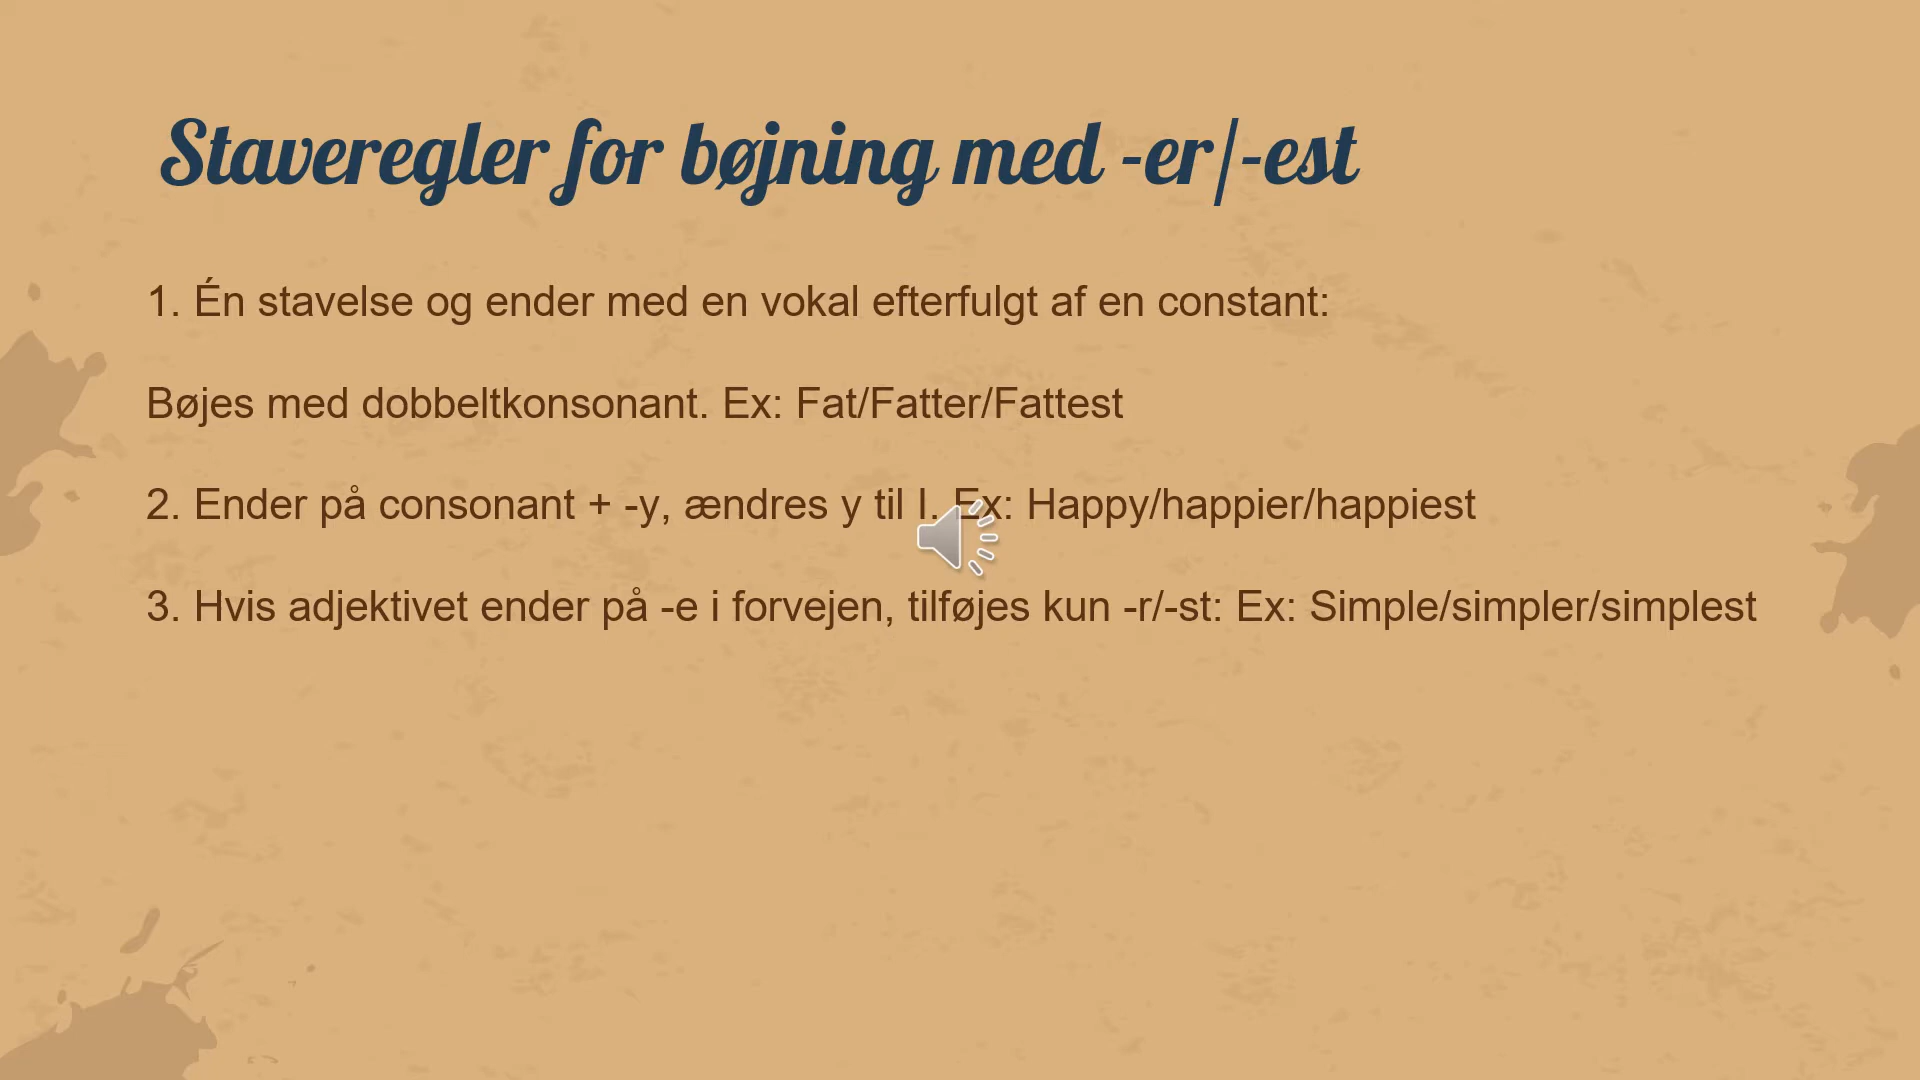 Staveregler for bøjning med -er/-est
1. Én stavelse og ender med en vokal efterfulgt af en constant:
Bøjes med dobbeltkonsonant. Ex: Fat/Fatter/Fattest
2. Ender på consonant + -y, ændres y til I. Ex: Happy/happier/happiest
3. Hvis adjektivet ender på -e i forvejen, tilføjes kun -r/-st: Ex: Simple/simpler/simplest